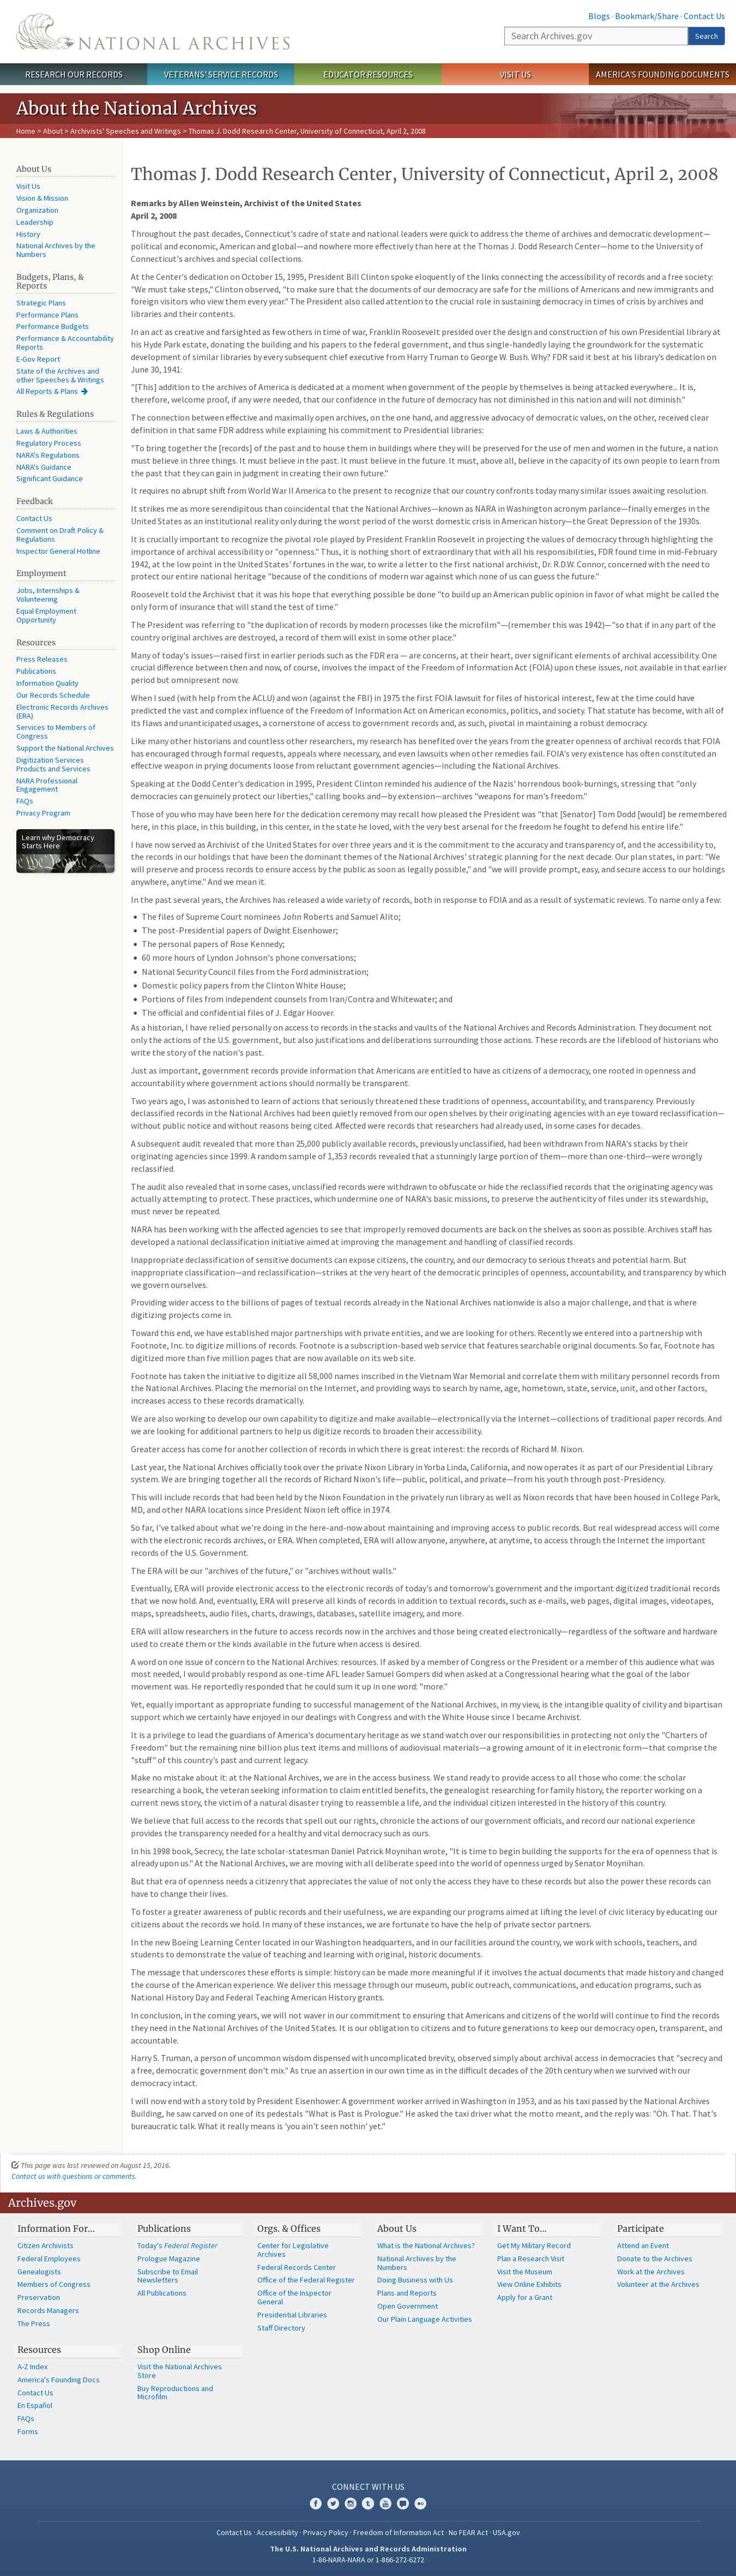 Blogs · Bookmark/Share · Contact Us
NATIONAL ARCHIVES
Search Archives.gov
Search
RESEARCH OUR RECORDS
VETERANS' SERVICE RECORDS
EDUCATOR RESOURCES
VISIT US
AMERICA'S FOUNDING DOCUMENTS
About the National Archives
Home > About > Archivists' Speeches and Writings > Thomas J. Dodd Research Center, University of Connecticut, April 2, 2008
About Us
Visit Us
Vision & Mission
Organization
Leadership
History
National Archives by the
Numbers
Budgets, Plans, &
Reports
Strategic Plans
Performance Plans
Performance Budgets
Performance & Accountability
Reports
E-Gov Report
State of the Archives and
other Speeches & Writings
All Reports & Plans
Rules & Regulations
Laws & Authorities
Regulatory Process
NARA's Regulations
NARA's Guidance
Significant Guidance
Feedback
Contact Us
Comment on Draft Policy &
Regulations
Inspector General Hotline
Employment
Jobs, Internships &
Volunteering
Equal Employment
Opportunity
Resources
Press Releases
Publications
Information Quality
Our Records Schedule
Electronic Records Archives
(ERA)
Services to Members of
Congress
Support the National Archives
Digitization Services
Products and Services
NARA Professional
Engagement
FAQs
Privacy Program
Learn why Democracy
Starts Here
Thomas J. Dodd Research Center, University of Connecticut, April 2, 2008
Remarks by Allen Weinstein, Archivist of the United States
April 2, 2008
Throughout the past decades, Connecticut's cadre of state and national leaders were quick to address the theme of archives and records in our democratic development—
political and economic, American and global—and nowhere more effectively than here at the Thomas J. Dodd Research Center—home to the University of
Connecticut's archives and special collections.
At the Center's dedication on October 15, 1995, President Bill Clinton spoke eloquently of the links connecting the accessibility of records and a free society:
"We must take steps," Clinton observed, "to make sure that the documents of our democracy are safe and available to all who wish to see them and want to learn
from them. Now we are nine months into implementing my instructions and are well on our way to declassifying millions of new documents so that archivists and
foreign visitors who view them every year." The President also called attention to the crucial role in sustaining democracy in times of crisis by archives and
libraries and their contents.
In an act as creative and farsighted as few others in time of war, Franklin Roosevelt presided over the design and construction of his own Presidential library at
his Hyde Park estate, donating the building and his papers to the federal government, and thus began the groundwork for the subsequent and continuing
development of similar libraries by every subsequent chief executive from Harry Truman to George W. Bush. Why? FDR said it best at his library's dedication on
June 30, 1941:
"[This] addition to the archives of America is dedicated at a moment when government of the people by themselves is being attacked everywhere... It is,
therefore, welcome proof, if any were needed, that our confidence in the future of democracy has not diminished in this nation and will not diminish."
The connection between effective and maximally open archives, on the one hand, and aggressive advocacy of democratic values, on the other, received clear
definition from FDR while explaining his commitment to Presidential libraries:
"To bring together the [records] of the past and to house them in buildings where they will be preserved for the use of men and women in the future, a nation
must believe in three things. It must believe in the past. It must believe in the future. It must, above all, believe in the capacity of its own people to learn from
the past that they can gain in judgment in creating their own future."
It requires no abrupt shift from World War II America to the present to recognize that our country confronts today many similar issues awaiting resolution.
It strikes me as more serendipitous than coincidental that the National Archives—known as NARA in Washington acronym parlance—finally emerges in the
United States as an institutional reality only during the worst domestic crisis in American 20th century history—the Great Depression of the 1930s.
It is crucially important to recognize the pivotal role played by President Franklin Roosevelt in projecting the values of democracy through highlighting the
importance of archival accessibility or "openness." Thus, it is nothing short of extraordinary that with all his responsibilities, FDR found time in mid-February
1942, at the lowest point of his country's fortunes in World War II, to write a letter to the first national archivist, Dr. R.D.W. Connor, concerned with how to
protect our entire national heritage "because of the conditions of modern war against which none of us can guess the future."
Roosevelt told the Archivist that it was his hope that everything possible be done "to build up an American public opinion in favor of what might be called the
only form of insurance that will stand the test of time."
The President was referring to "the duplication of records by modern processes like the microfilm"—(remember this was 1942)—"so that if in any part of the
country original archives are destroyed, a record of them will exist in some other place."
Many of today's issues—raised first in earlier periods such as the FDR era — are concerns, at their heart, over significant elements of archival accessibility. One
crucial difference between then and now, of course, involves the impact of the Freedom of Information Act (FOIA) upon these issues, not available in that earlier
period but omnipresent now.
When I sued (with help from the ACLU) and won (against the FBI) in 1975 the first FOIA lawsuit for files of historical interest, few at the time could have
predicted the vast and complex influence of the Freedom of Information Act on American economics, politics, and society. That statute has become, with all of
its flaws and unanticipated usages, a cornerstone of access to government records and, as such, pivotal in maintaining a robust democracy.
Like many other historians and countless other researchers, my research has benefited over the years from the greater openness of archival records that FOIA
has encouraged through formal requests, appeals where necessary, and even lawsuits when other remedies fail. FOIA's very existence has often constituted an
effective weapon in prying documents loose from reluctant government agencies—including the National Archives.
Speaking at the Dodd Center's dedication in 1995, President Clinton reminded his audience of the Nazis' horrendous book-burnings, stressing that "only
democracies can genuinely protect our liberties," calling books and—by extension—archives "weapons for man's freedom."
Those of you who may have been here for the dedication ceremony may recall how pleased the President was "that [Senator] Tom Dodd [would] be remembered
here, in this place, in this building, in this center, in the state he loved, with the very best arsenal for the freedom he fought to defend his entire life."
I have now served as Archivist of the United States for over three years and it is the commitment to accessibility, and to the transparency of, and the accessibility to,
the records in our holdings that have been the dominant themes of the National Archives' strategic planning for the next decade. Our plan states, in part: "We
will preserve and process records to ensure access by the public as soon as legally possible," and "we will provide prompt, easy, and secure access to our holdings
anywhere, anytime." And we mean it.
In the past several years, the Archives has released a wide variety of records, both in response to FOIA and as a result of systematic reviews. To name only a few:
The files of Supreme Court nominees John Roberts and Samuel Alito;
The post-Presidential papers of Dwight Eisenhower;
The personal papers of Rose Kennedy;
60 more hours of Lyndon Johnson's phone conversations;
National Security Council files from the Ford administration;
Domestic policy papers from the Clinton White House;
Portions of files from independent counsels from Iran/Contra and Whitewater; and
The official and confidential files of J. Edgar Hoover.
As a historian, I have relied personally on access to records in the stacks and vaults of the National Archives and Records Administration. They document not
only the actions of the U.S. government, but also justifications and deliberations surrounding those actions. These records are the lifeblood of historians who
write the story of the nation's past.
Just as important, government records provide information that Americans are entitled to have as citizens of a democracy, one rooted in openness and
accountability where government actions should normally be transparent.
Two years ago I was astonished to learn of actions that seriously threatened these traditions of openness, accountability, and transparency. Previously
declassified records in the National Archives had been quietly removed from our open shelves by their originating agencies with an eye toward reclassification—
without public notice and without reasons being cited. Affected were records that researchers had already used, in some cases for decades.
A subsequent audit revealed that more than 25,000 publicly available records, previously unclassified, had been withdrawn from NARA's stacks by their
originating agencies since 1999. A random sample of 1,353 records revealed that a stunningly large portion of them—more than one-third—were wrongly
reclassified.
The audit also revealed that in some cases, unclassified records were withdrawn to obfuscate or hide the reclassified records that the originating agency was
actually attempting to protect. These practices, which undermine one of NARA's basic missions, to preserve the authenticity of files under its stewardship,
must never be repeated.
NARA has been working with the affected agencies to see that improperly removed documents are back on the shelves as soon as possible. Archives staff has
developed a national declassification initiative aimed at improving the management and handling of classified records.
Inappropriate declassification of sensitive documents can expose citizens, the country, and our democracy to serious threats and potential harm. But
inappropriate classification—and reclassification—strikes at the very heart of the democratic principles of openness, accountability, and transparency by which
we govern ourselves.
Providing wider access to the billions of pages of textual records already in the National Archives nationwide is also a major challenge, and that is where
digitizing projects come in.
Toward this end, we have established major partnerships with private entities, and we are looking for others. Recently we entered into a partnership with
Footnote, Inc. to digitize millions of records. Footnote is a subscription-based web service that features searchable original documents. So far, Footnote has
digitized more than five million pages that are now available on its web site.
Footnote has taken the initiative to digitize all 58,000 names inscribed in the Vietnam War Memorial and correlate them with military personnel records from
the National Archives. Placing the memorial on the Internet, and providing ways to search by name, age, hometown, state, service, unit, and other factors,
increases access to these records dramatically.
We are also working to develop our own capability to digitize and make available—electronically via the Internet—collections of traditional paper records. And
we are looking for additional partners to help us digitize records to broaden their accessibility.
Greater access has come for another collection of records in which there is great interest: the records of Richard M. Nixon.
Last year, the National Archives officially took over the private Nixon Library in Yorba Linda, California, and now operates it as part of our Presidential Library
system. We are bringing together all the records of Richard Nixon's life—public, political, and private—from his youth through post-Presidency.
This will include records that had been held by the Nixon Foundation in the privately run library as well as Nixon records that have been housed in College Park,
MD, and other NARA locations since President Nixon left office in 1974.
So far, I've talked about what we're doing in the here-and-now about maintaining and improving access to public records. But real widespread access will come
with the electronic records archives, or ERA. When completed, ERA will allow anyone, anywhere, at anytime, to access through the Internet the important
records of the U.S. Government.
The ERA will be our "archives of the future," or "archives without walls."
Eventually, ERA will provide electronic access to the electronic records of today's and tomorrow's government and the important digitized traditional records
that we now hold. And, eventually, ERA will preserve all kinds of records in addition to textual records, such as e-mails, web pages, digital images, videotapes,
maps, spreadsheets, audio files, charts, drawings, databases, satellite imagery, and more.
ERA will allow researchers in the future to access records now in the archives and those being created electronically—regardless of the software and hardware
used to create them or the kinds available in the future when access is desired.
A word on one issue of concern to the National Archives: resources. If asked by a member of Congress or the President or a member of this audience what was
most needed, I would probably respond as one-time AFL leader Samuel Gompers did when asked at a Congressional hearing what the goal of the labor
movement was. He reportedly responded that he could sum it up in one word: "more."
Yet, equally important as appropriate funding to successful management of the National Archives, in my view, is the intangible quality of civility and bipartisan
support which we certainly have enjoyed in our dealings with Congress and with the White House since I became Archivist.
It is a privilege to lead the guardians of America's documentary heritage as we stand watch over our responsibilities in protecting not only the "Charters of
Freedom" but the remaining nine billion pieces plus text items and millions of audiovisual materials—a growing amount of it in electronic form—that comprise the
"stuff" of this country's past and current legacy.
Make no mistake about it: at the National Archives, we are in the access business. We stand ready to provide access to all those who come: the scholar
researching a book, the veteran seeking information to claim entitled benefits, the genealogist researching for family history, the reporter working on a
current news story, the victim of a natural disaster trying to reassemble a life, and the individual citizen interested in the history of this country.
We believe that full access to the records that spell out our rights, chronicle the actions of our government officials, and record our national experience
provides the transparency needed for a healthy and vital democracy such as ours.
In his 1998 book, Secrecy, the late scholar-statesman Daniel Patrick Moynihan wrote, "It is time to begin building the supports for the era of openness that is
already upon us." At the National Archives, we are moving with all deliberate speed into the world of openness urged by Senator Moynihan.
But that era of openness needs a citizenry that appreciates the value not only of the access they have to these records but also the power these records can
have to change their lives.
To foster a greater awareness of public records and their usefulness, we are expanding our programs aimed at lifting the level of civic literacy by educating our
citizens about the records we hold. In many of these instances, we are fortunate to have the help of private sector partners.
In the new Boeing Learning Center located in our Washington headquarters, and in our facilities around the country, we work with schools, teachers, and
students to demonstrate the value of teaching and learning with original, historic documents.
The message that underscores these efforts is simple: history can be made more meaningful if it involves the actual documents that made history and changed
the course of the American experience. We deliver this message through our museum, public outreach, communications, and education programs, such as
National History Day and Federal Teaching American History grants.
In conclusion, in the coming years, we will not waver in our commitment to ensuring that Americans and citizens of the world will continue to find the records
they need in the National Archives of the United States. It is our obligation to citizens and to future generations to keep our democracy open, transparent, and
accountable.
Harry S. Truman, a person of uncommon wisdom dispensed with uncomplicated brevity, observed simply about archival access in democracies that "secrecy and
a free, democratic government don't mix." As true an assertion in our own time as in the difficult decades of the 20th century when we survived with our
democracy intact.
I will now end with a story told by President Eisenhower: A government worker arrived in Washington in 1953, and as his taxi passed by the National Archives
Building, he saw carved on one of its pedestals "What is Past is Prologue." He asked the taxi driver what the motto meant, and the reply was: "Oh. That. That's
bureaucratic talk. What it really means is 'you ain't seen nothin' yet."
This page was last reviewed on August 15, 2016.
Contact us with questions or comments.
Archives.gov
Information For…
Citizen Archivists
Federal Employees
Genealogists
Members of Congress
Preservation
Records Managers
The Press
Publications
Today's Federal Register
Prologue Magazine
Subscribe to Email
Newsletters
All Publications
Orgs. & Offices
Center for Legislative
Archives
Federal Records Center
Office of the Federal Register
Office of the Inspector
General
Presidential Libraries
Staff Directory
About Us
What is the National Archives?
National Archives by the
Numbers
Doing Business with Us
Plans and Reports
Open Government
Our Plain Language Activities
I Want To…
Get My Military Record
Plan a Research Visit
Visit the Museum
View Online Exhibits
Apply for a Grant
Participate
Attend an Event
Donate to the Archives
Work at the Archives
Volunteer at the Archives
Resources
A-Z Index
America's Founding Docs
Contact Us
En Español
FAQs
Forms
Shop Online
Visit the National Archives
Store
Buy Reproductions and
Microfilm
CONNECT WITH US
Contact Us · Accessibility · Privacy Policy · Freedom of Information Act · No FEAR Act · USA.gov
The U.S. National Archives and Records Administration
1-86-NARA-NARA or 1-866-272-6272